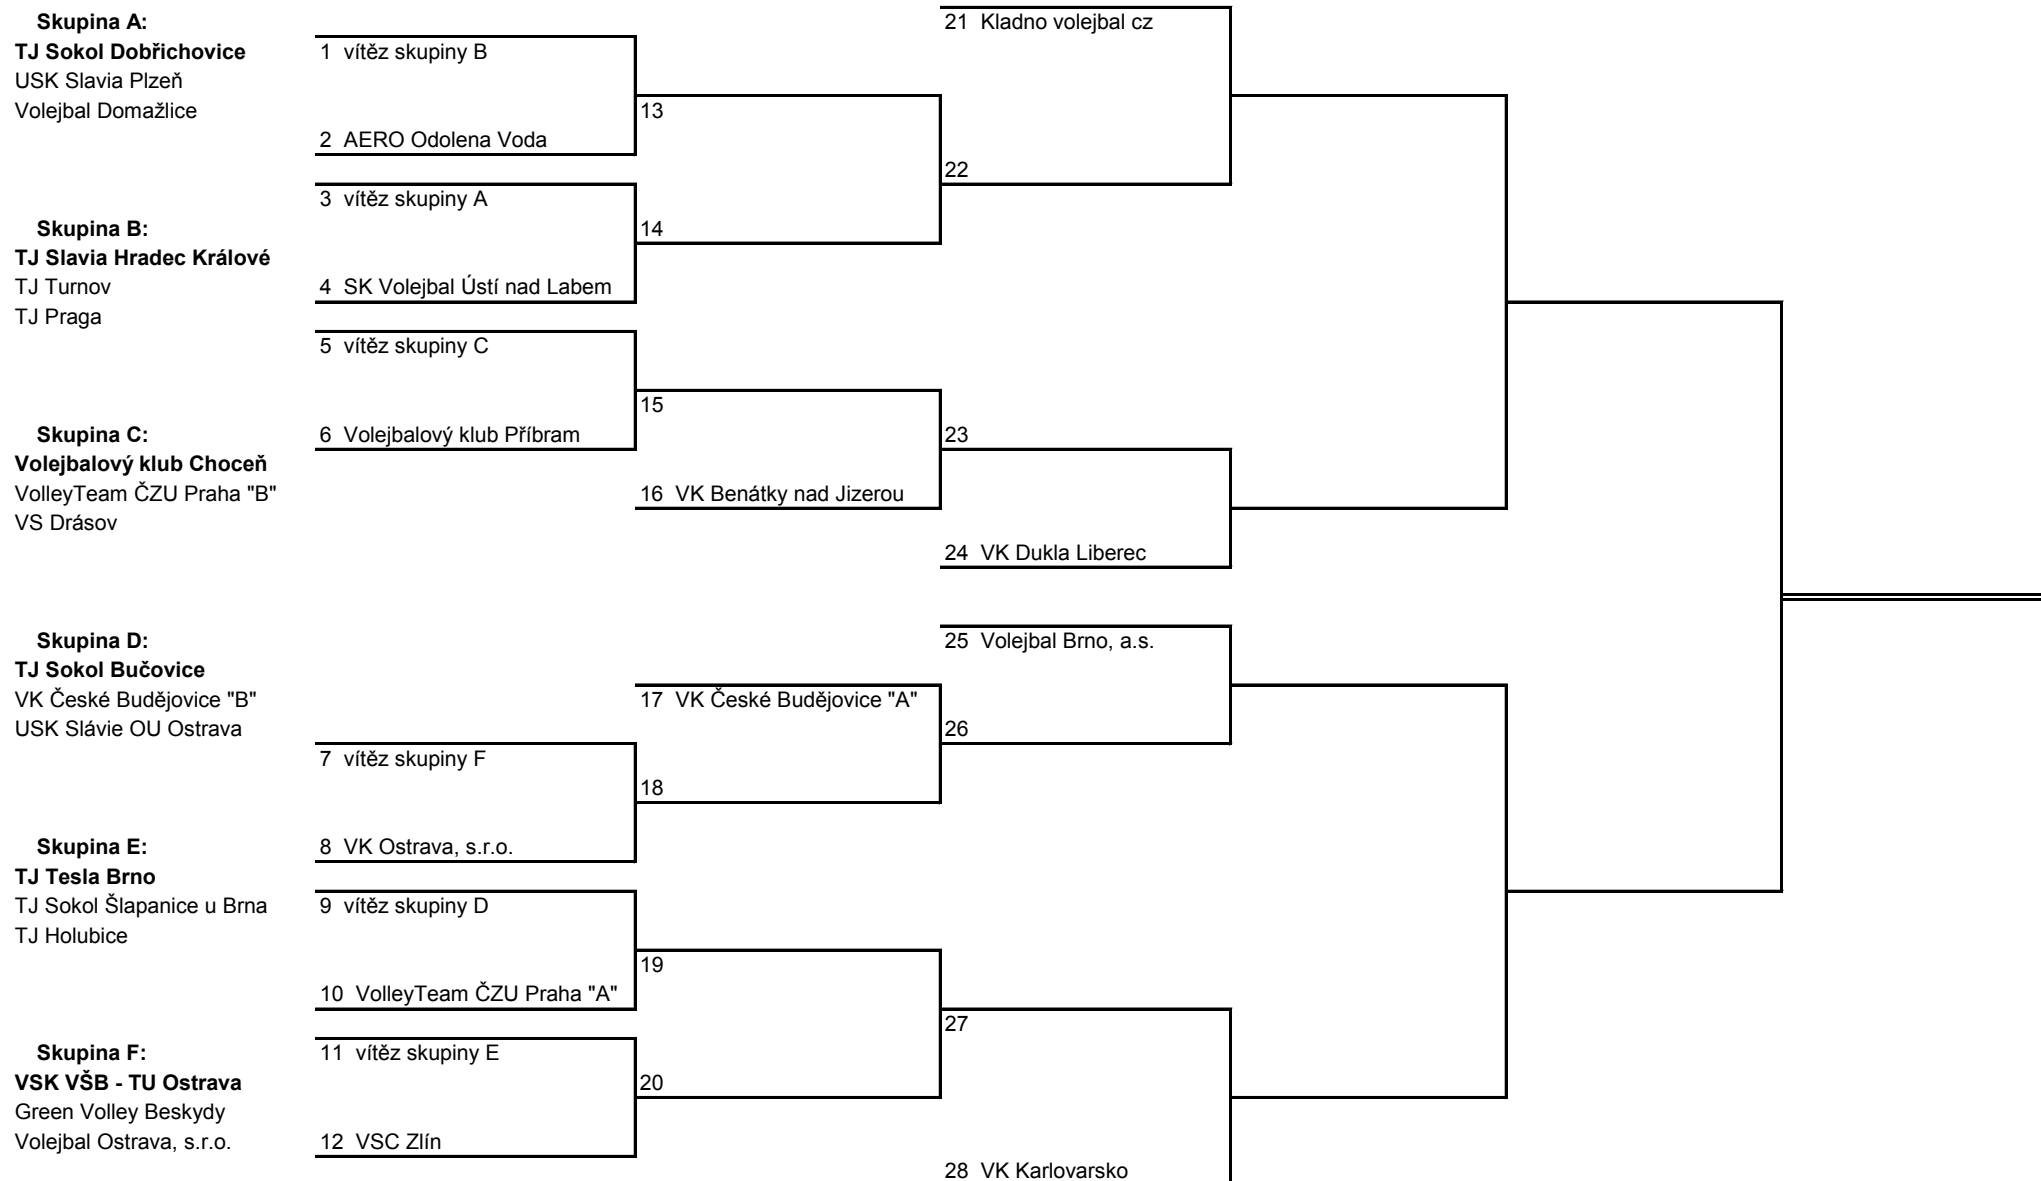 Skupina A:
TJ Sokol Dobřichovice
USK Slavia Plzeň
Volejbal Domažlice
Skupina B:
TJ Slavia Hradec Králové
TJ Turnov
TJ Praga
Skupina C:
Volejbalový klub Choceň
VolleyTeam ČZU Praha "B"
VS Drásov
Skupina D:
TJ Sokol Bučovice
VK České Budějovice "B"
USK Slávie OU Ostrava
Skupina E:
TJ Tesla Brno
TJ Sokol Šlapanice u Brna
TJ Holubice
Skupina F:
VSK VŠB - TU Ostrava
Green Volley Beskydy
Volejbal Ostrava, s.r.o.
1 vítěz skupiny B
2 AERO Odolena Voda
3 vítěz skupiny A
4 SK Volejbal Ústí nad Labem
5 vítěz skupiny C
6 Volejbalový klub Příbram
7 vítěz skupiny F
8 VK Ostrava, s.r.o.
9 vítěz skupiny D
10 VolleyTeam ČZU Praha "A"
11 vítěz skupiny E
12 VSC Zlín
13
14
15
16 VK Benátky nad Jizerou
17 VK České Budějovice "A"
18
19
20
21 Kladno volejbal cz
22
23
24 VK Dukla Liberec
25 Volejbal Brno, a.s.
26
27
28 VK Karlovarsko